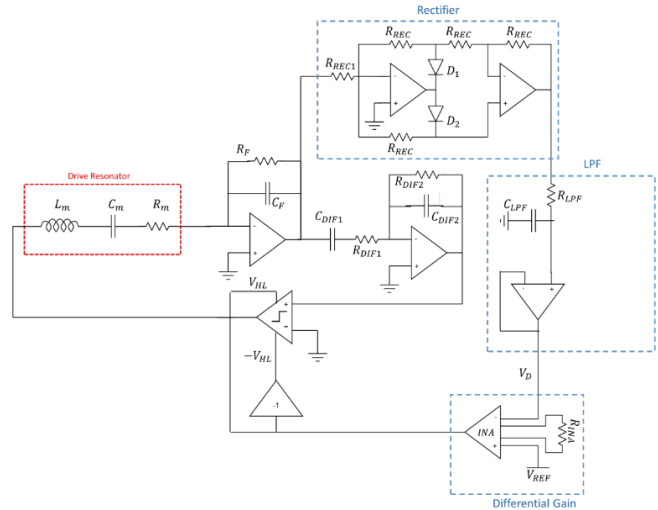 Rectifier
R_REC R_REC R_REC
R_REC1
- D_1 -
+ D_2 +
R_REC
LPF
R_F
R_DIF2
R_LPF
Drive Resonator
C_F
C_LPF
L_m C_m R_m
C_DIF1
C_DIF2
- -
R_DIF1
+ +
- +
V_HL
+
-
-V_HL
V_D
-1
INA
-
+
R_INA
V_REF
Differential Gain